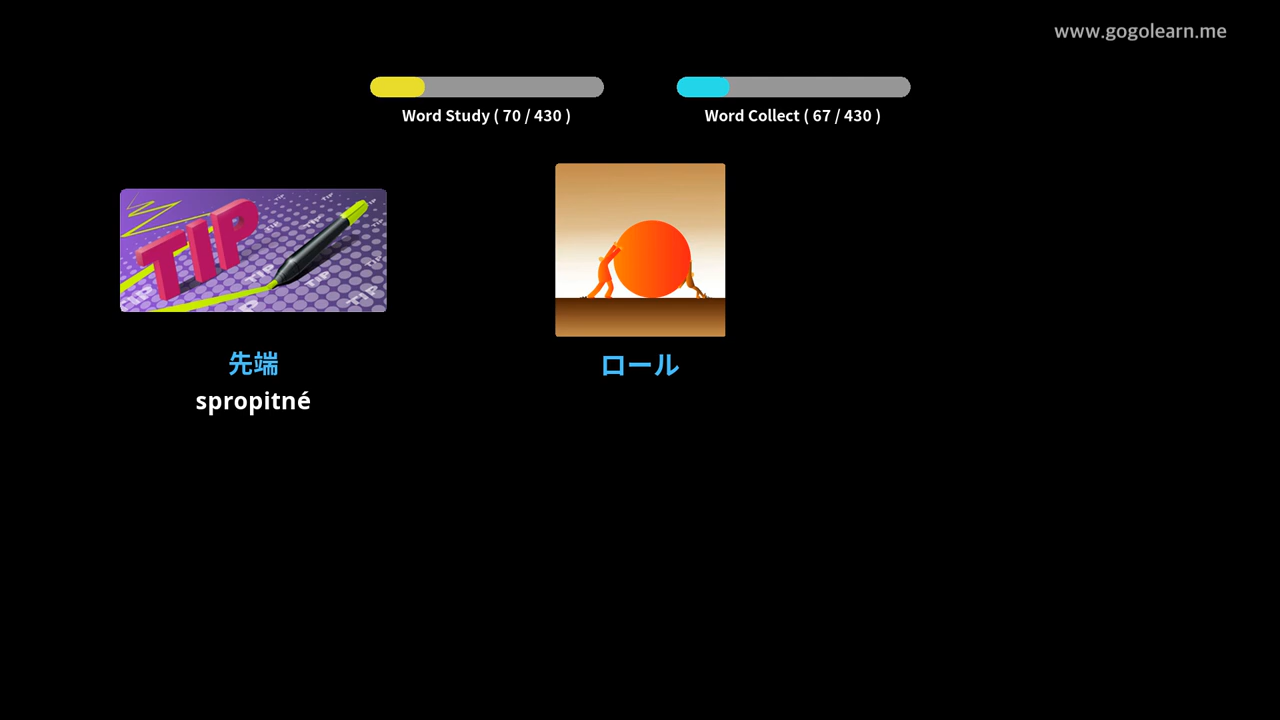 www.gogolearn.me
Word Study ( 70 / 430 )
Word Collect ( 67 / 430 )
TIP
先端
spropitné
ロール